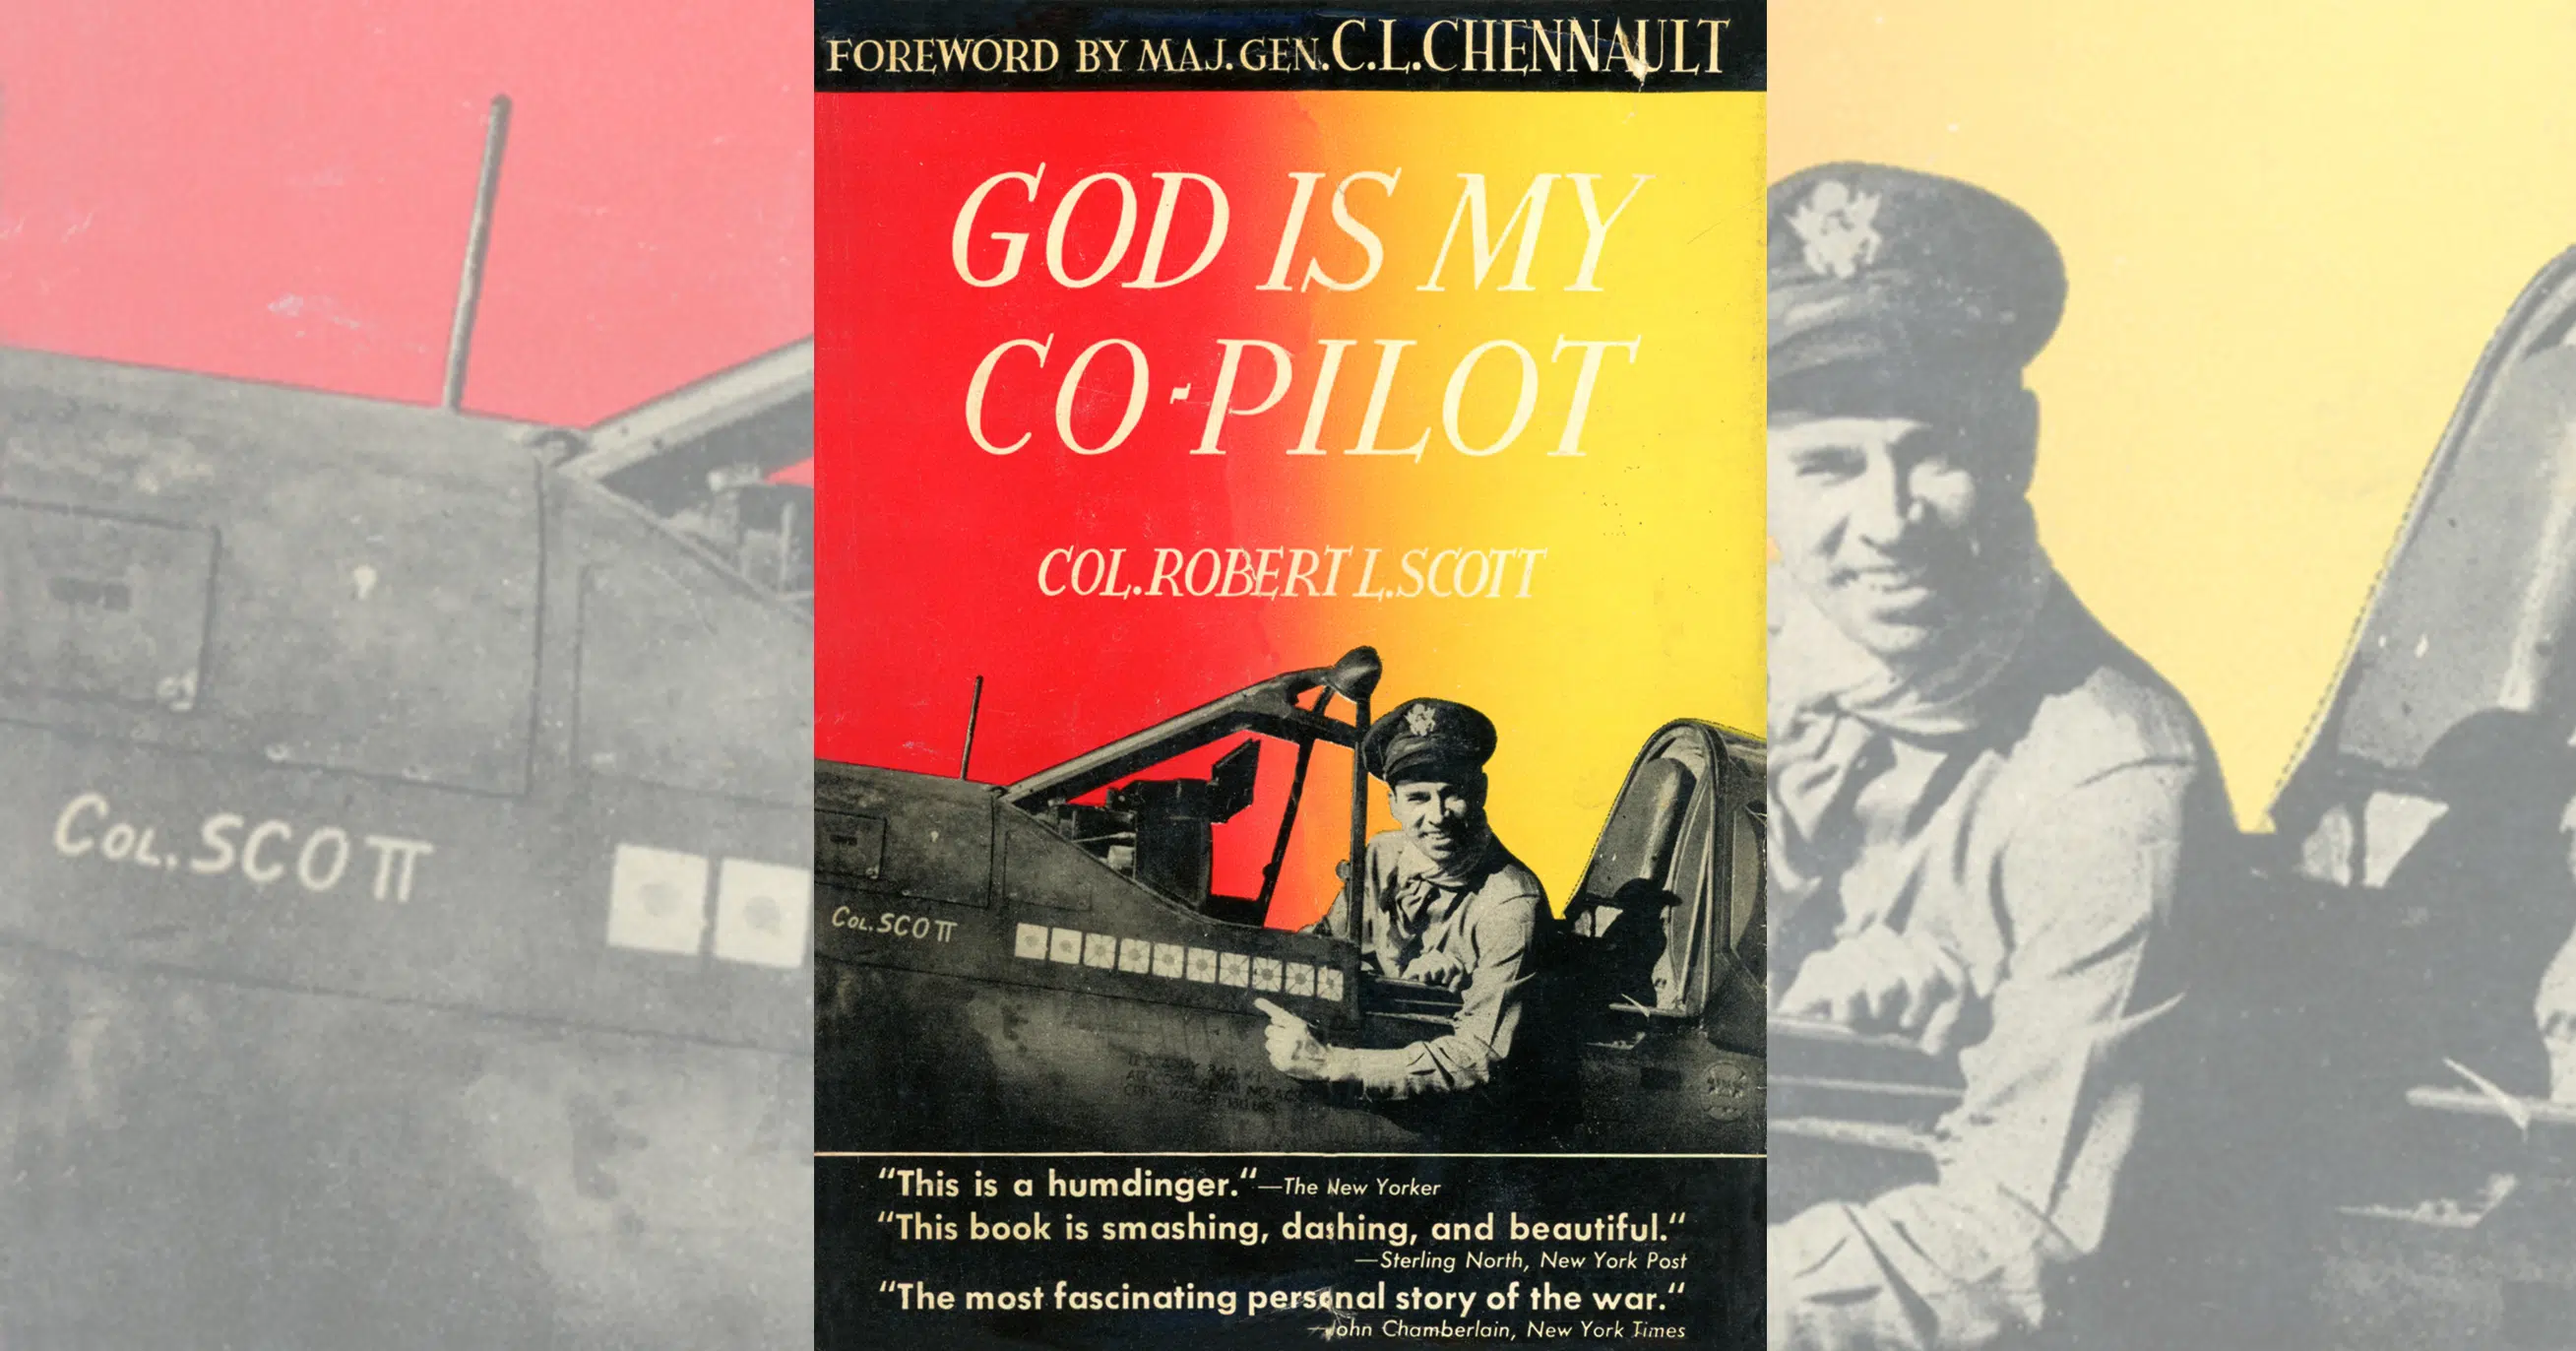 FOREWORD BY MAJ. GEN. C.L. CHENNAULT
GOD IS MY
CO-PILOT
COL. ROBERT L. SCOTT
COL. SCOTT
COL. SCOTT
"This is a humdinger."—The New Yorker
"This book is smashing, dashing, and beautiful."
—Sterling North, New York Post
"The most fascinating personal story of the war."
—John Chamberlain, New York Times